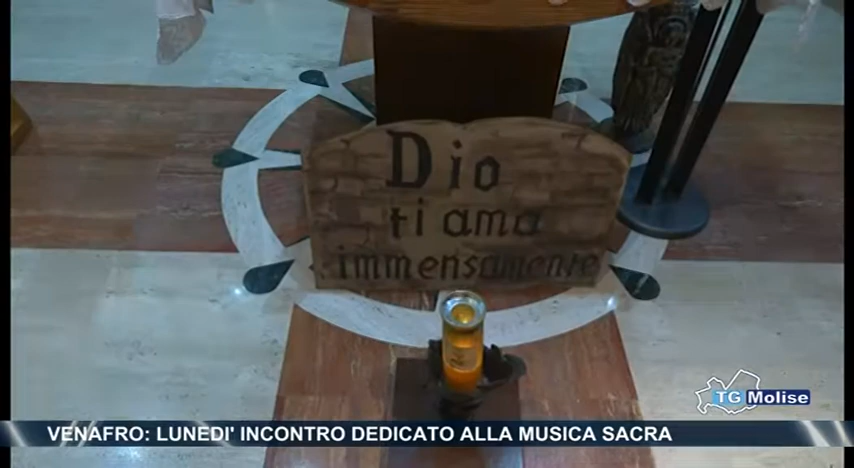 Dio
ti ama
immensamente
TG Molise
VENAFRO: LUNEDI' INCONTRO DEDICATO ALLA MUSICA SACRA